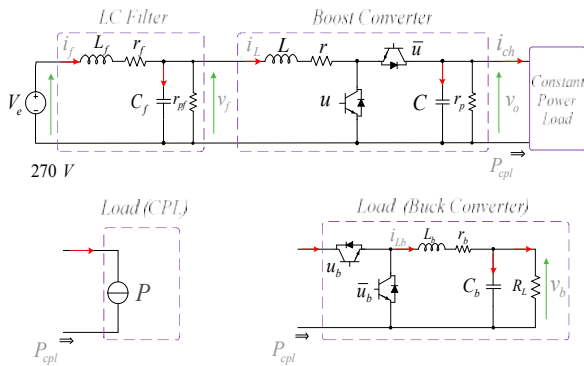 LC Filter
Boost Converter
i_f L_f r_f i_L L r u̅ i_ch
V_e C_f r_pf v_f u C r_p v_o
Constant
Power
Load
270 V
P_cpl ⇒
Load (CPL)
P
P_cpl ⇒
Load (Buck Converter)
i_Lb L_b r_b
u_b u̅_b C_b R_L v_b
P_cpl ⇒